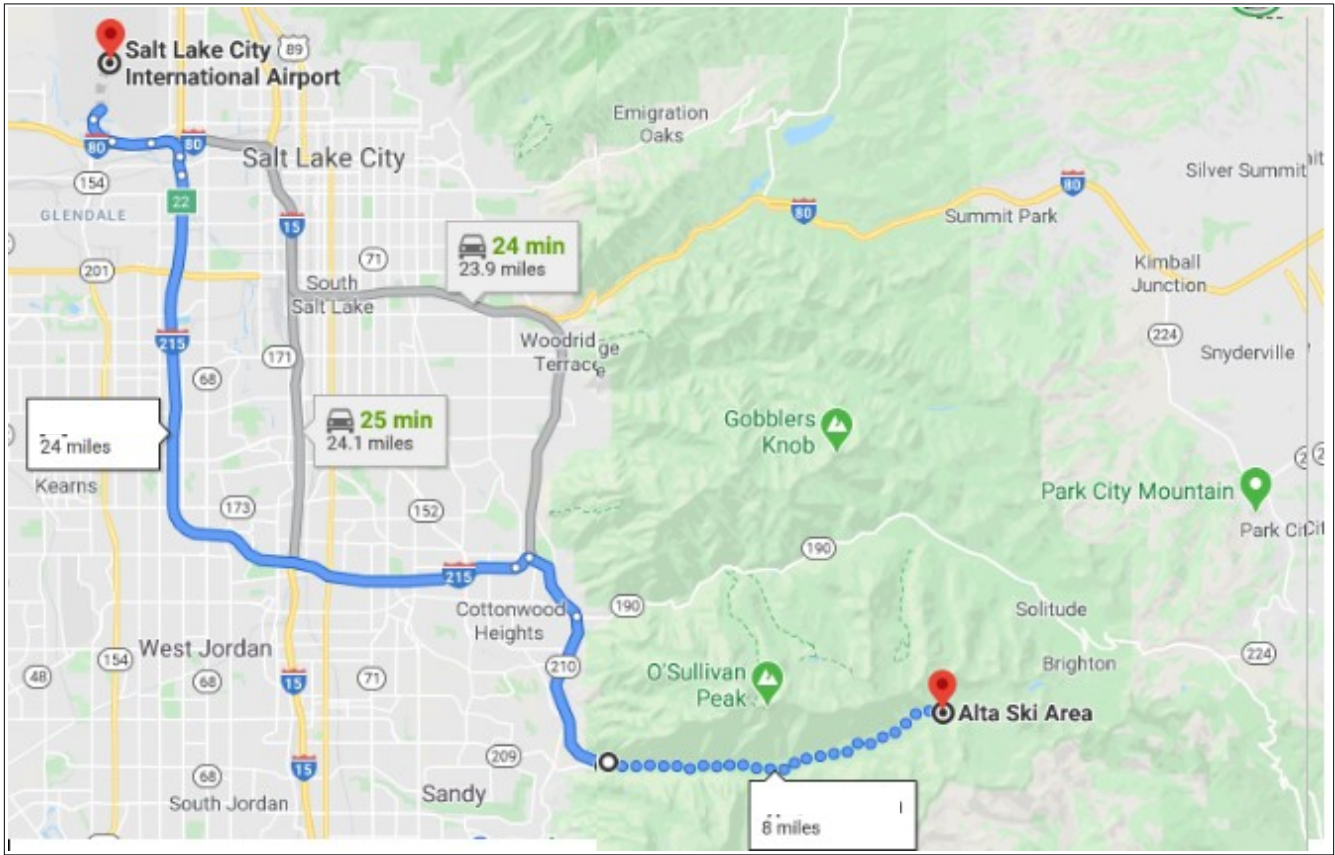 Salt Lake City
International Airport
89
80
80
Salt Lake City
154
GLENDALE
22
15
Emigration
Oaks
Silver Summit
80
Summit Park
80
24 min
23.9 miles
71
201
South
Salt Lake
Kimball
Junction
224
Snyderville
215
171
68
Woodridge
Terrace
25 min
24.1 miles
24 miles
Gobblers
Knob
Kearns
173
152
Park City Mountain
Park Cit
190
215
Cottonwood
Heights
190
Solitude
West Jordan
154
48
68
15
71
210
O'Sullivan
Peak
Brighton
224
Alta Ski Area
209
68
15
South Jordan
Sandy
8 miles